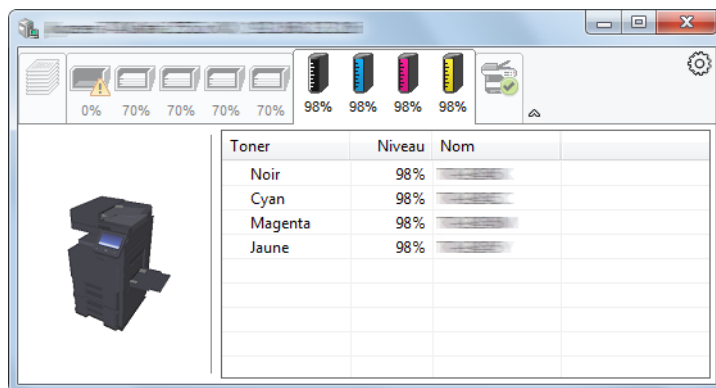 0% 70% 70% 70% 70% 98% 98% 98% 98%
Toner Niveau Nom
Noir 98%
Cyan 98%
Magenta 98%
Jaune 98%